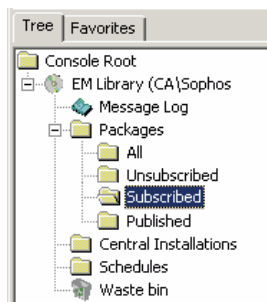 Tree Favorites
Console Root
EM Library (CA\Sophos
Message Log
Packages
All
Unsubscribed
Subscribed
Published
Central Installations
Schedules
Waste bin